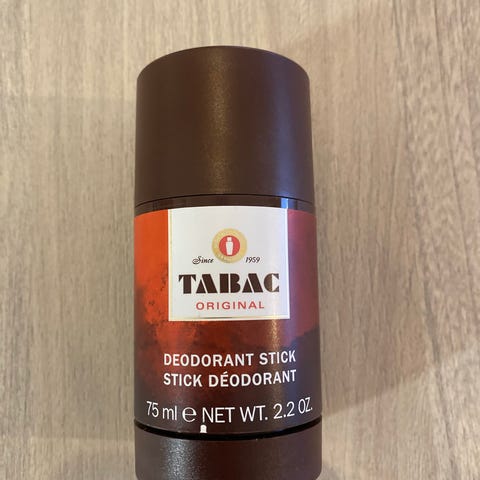 Since 1959
TABAC
ORIGINAL
DEODORANT STICK
STICK DÉODORANT
75 ml ℮ NET WT. 2.2 OZ.